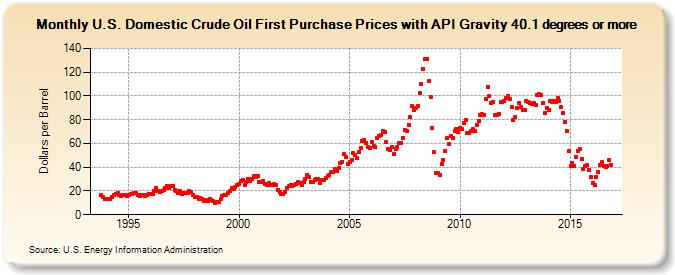 Monthly U.S. Domestic Crude Oil First Purchase Prices with API Gravity 40.1 degrees or more
Dollars per Barrel
140
120
100
80
60
40
20
0
1995 2000 2005 2010 2015
Source: U.S. Energy Information Administration